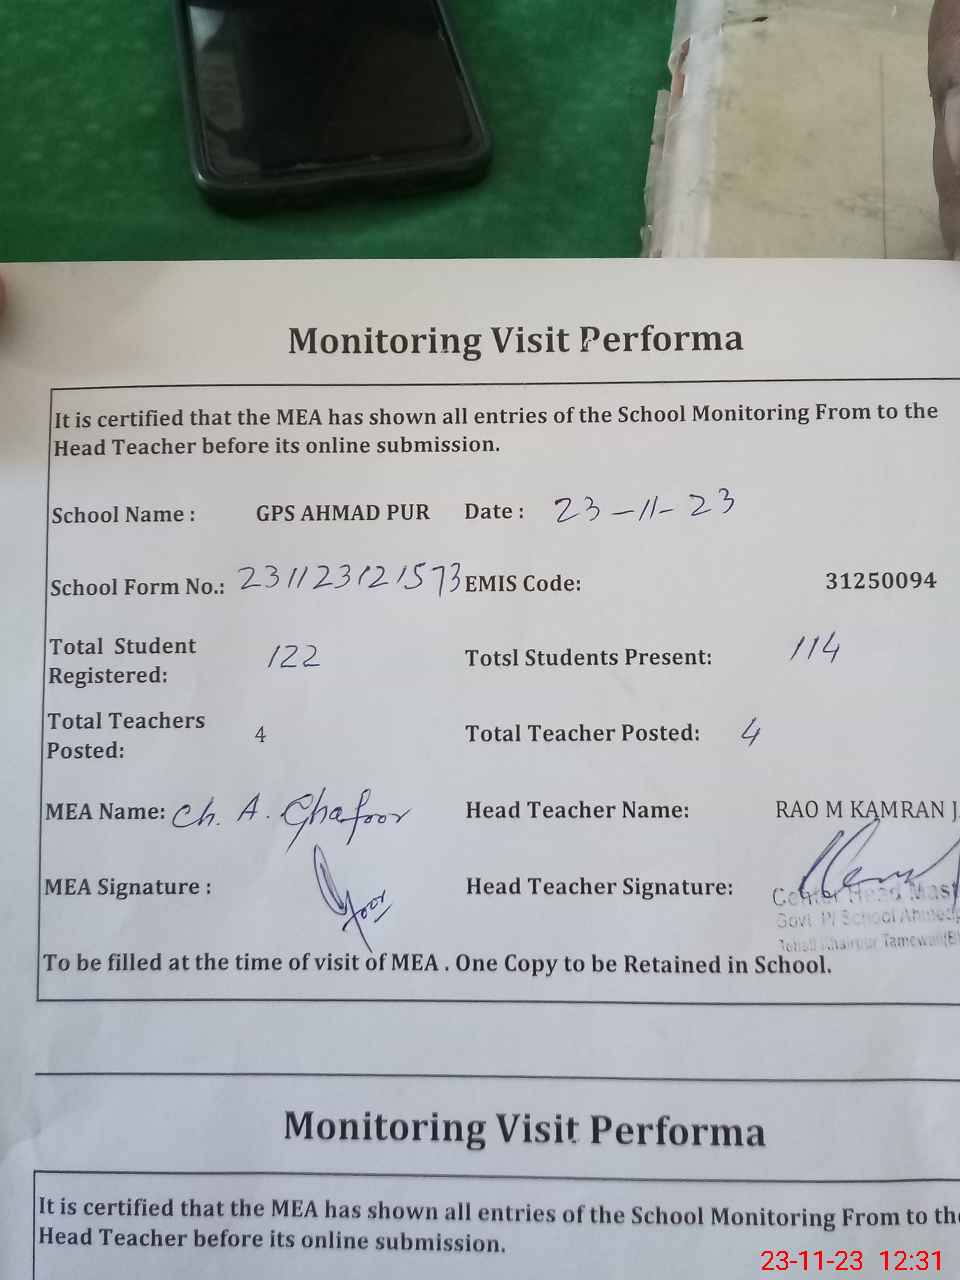 Monitoring Visit Performa
It is certified that the MEA has shown all entries of the School Monitoring From to the
Head Teacher before its online submission.
School Name : GPS AHMAD PUR Date : 23-11-23
School Form No.: 231123121573 EMIS Code: 31250094
Total Student Registered: 122 Totsl Students Present: 114
Total Teachers Posted: 4 Total Teacher Posted: 4
MEA Name: Ch. A. Ghafoor Head Teacher Name: RAO M KAMRAN J
MEA Signature : Head Teacher Signature:
Head Mast
Govt School
To be filled at the time of visit of MEA . One Copy to be Retained in School.
Monitoring Visit Performa
It is certified that the MEA has shown all entries of the School Monitoring From to the
Head Teacher before its online submission.
23-11-23 12:31